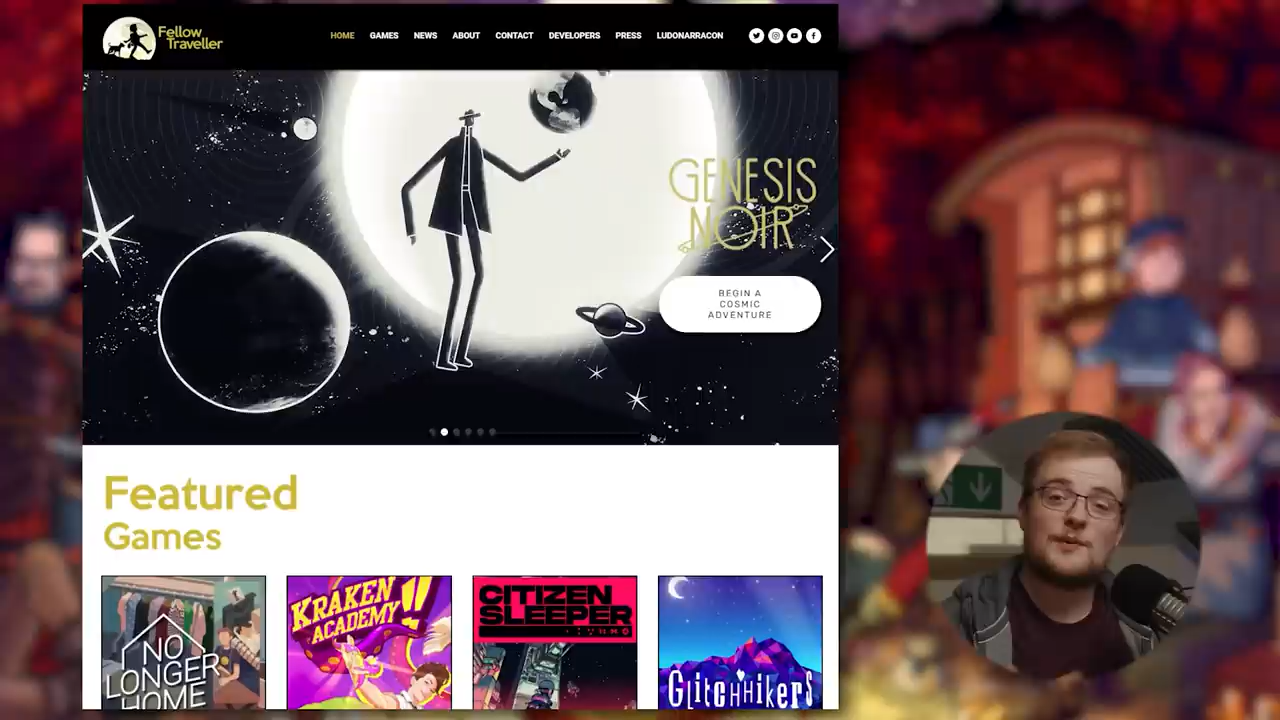 Fellow
Traveller
HOME GAMES NEWS ABOUT CONTACT DEVELOPERS PRESS LUDONARRACON
GENESIS
NOIR
BEGIN A
COSMIC
ADVENTURE
Featured
Games
NO
LONGER
HOME
KRAKEN
ACADEMY!!
CITIZEN
SLEEPER
GLitcHHikerS